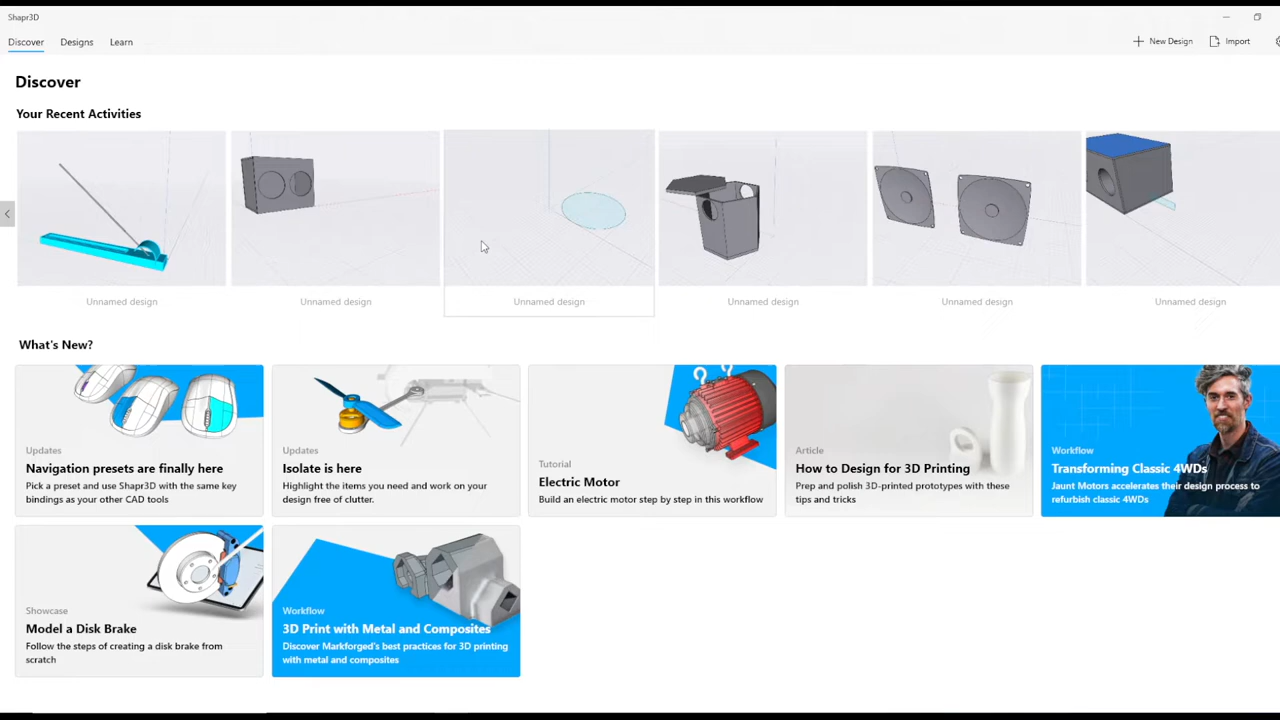 Shapr3D
Discover Designs Learn
New Design Import
Discover
Your Recent Activities
Unnamed design Unnamed design Unnamed design Unnamed design Unnamed design Unnamed design
What's New?
Updates
Navigation presets are finally here
Pick a preset and use Shapr3D with the same key
bindings as your other CAD tools
Updates
Isolate is here
Highlight the items you need and work on your
design free of clutter.
Tutorial
Electric Motor
Build an electric motor step by step in this workflow
Article
How to Design for 3D Printing
Prep and polish 3D-printed prototypes with these
tips and tricks
Workflow
Transforming Classic 4WDs
Jaunt Motors accelerates their design process to
refurbish classic 4WDs
Showcase
Model a Disk Brake
Follow the steps of creating a disk brake from
scratch
Workflow
3D Print with Metal and Composites
Discover Markforged's best practices for 3D printing
with metal and composites